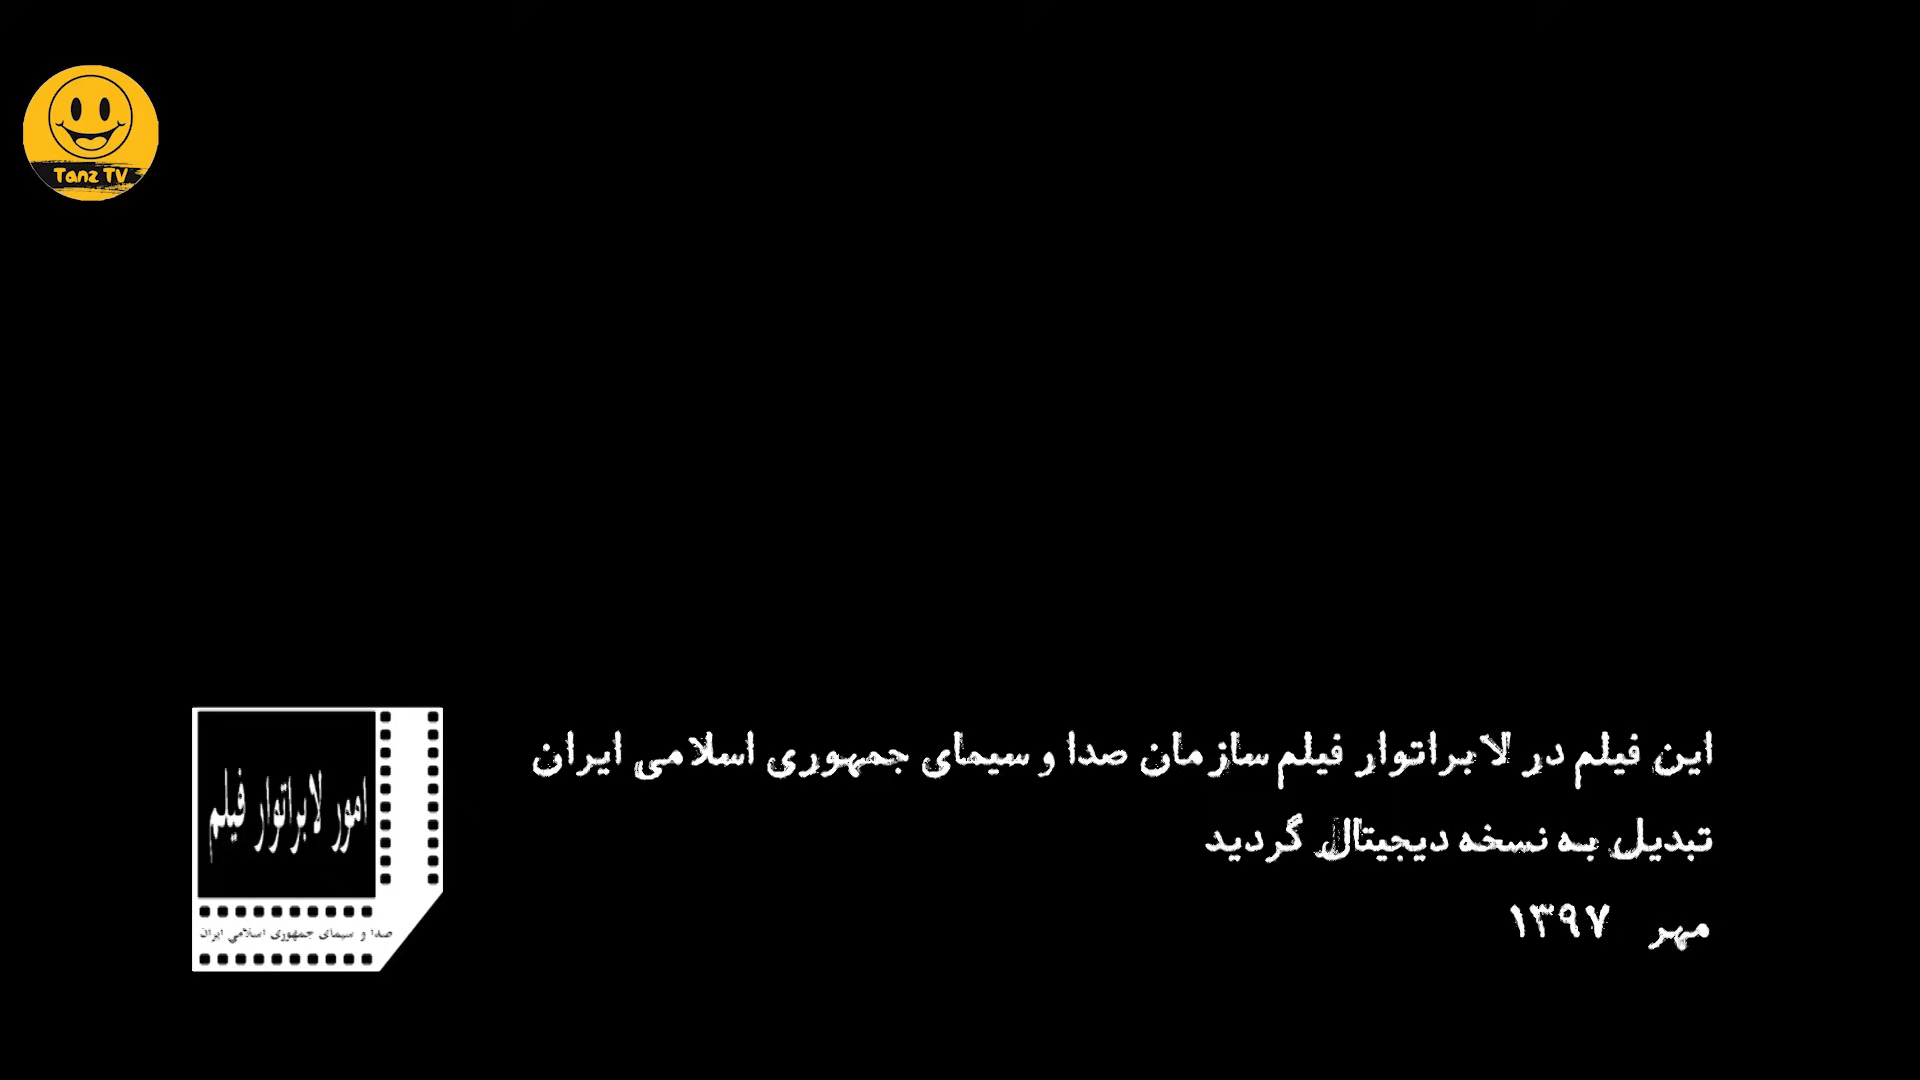 Tanz TV
این فیلم در لابراتوار فیلم سازمان صدا و سیمای جمهوری اسلامی ایران
تبدیل به نسخه دیجیتال گردید
مهر ۱۳۹۷
امور لابراتوار فیلم
صدا و سیمای جمهوری اسلامی ایران